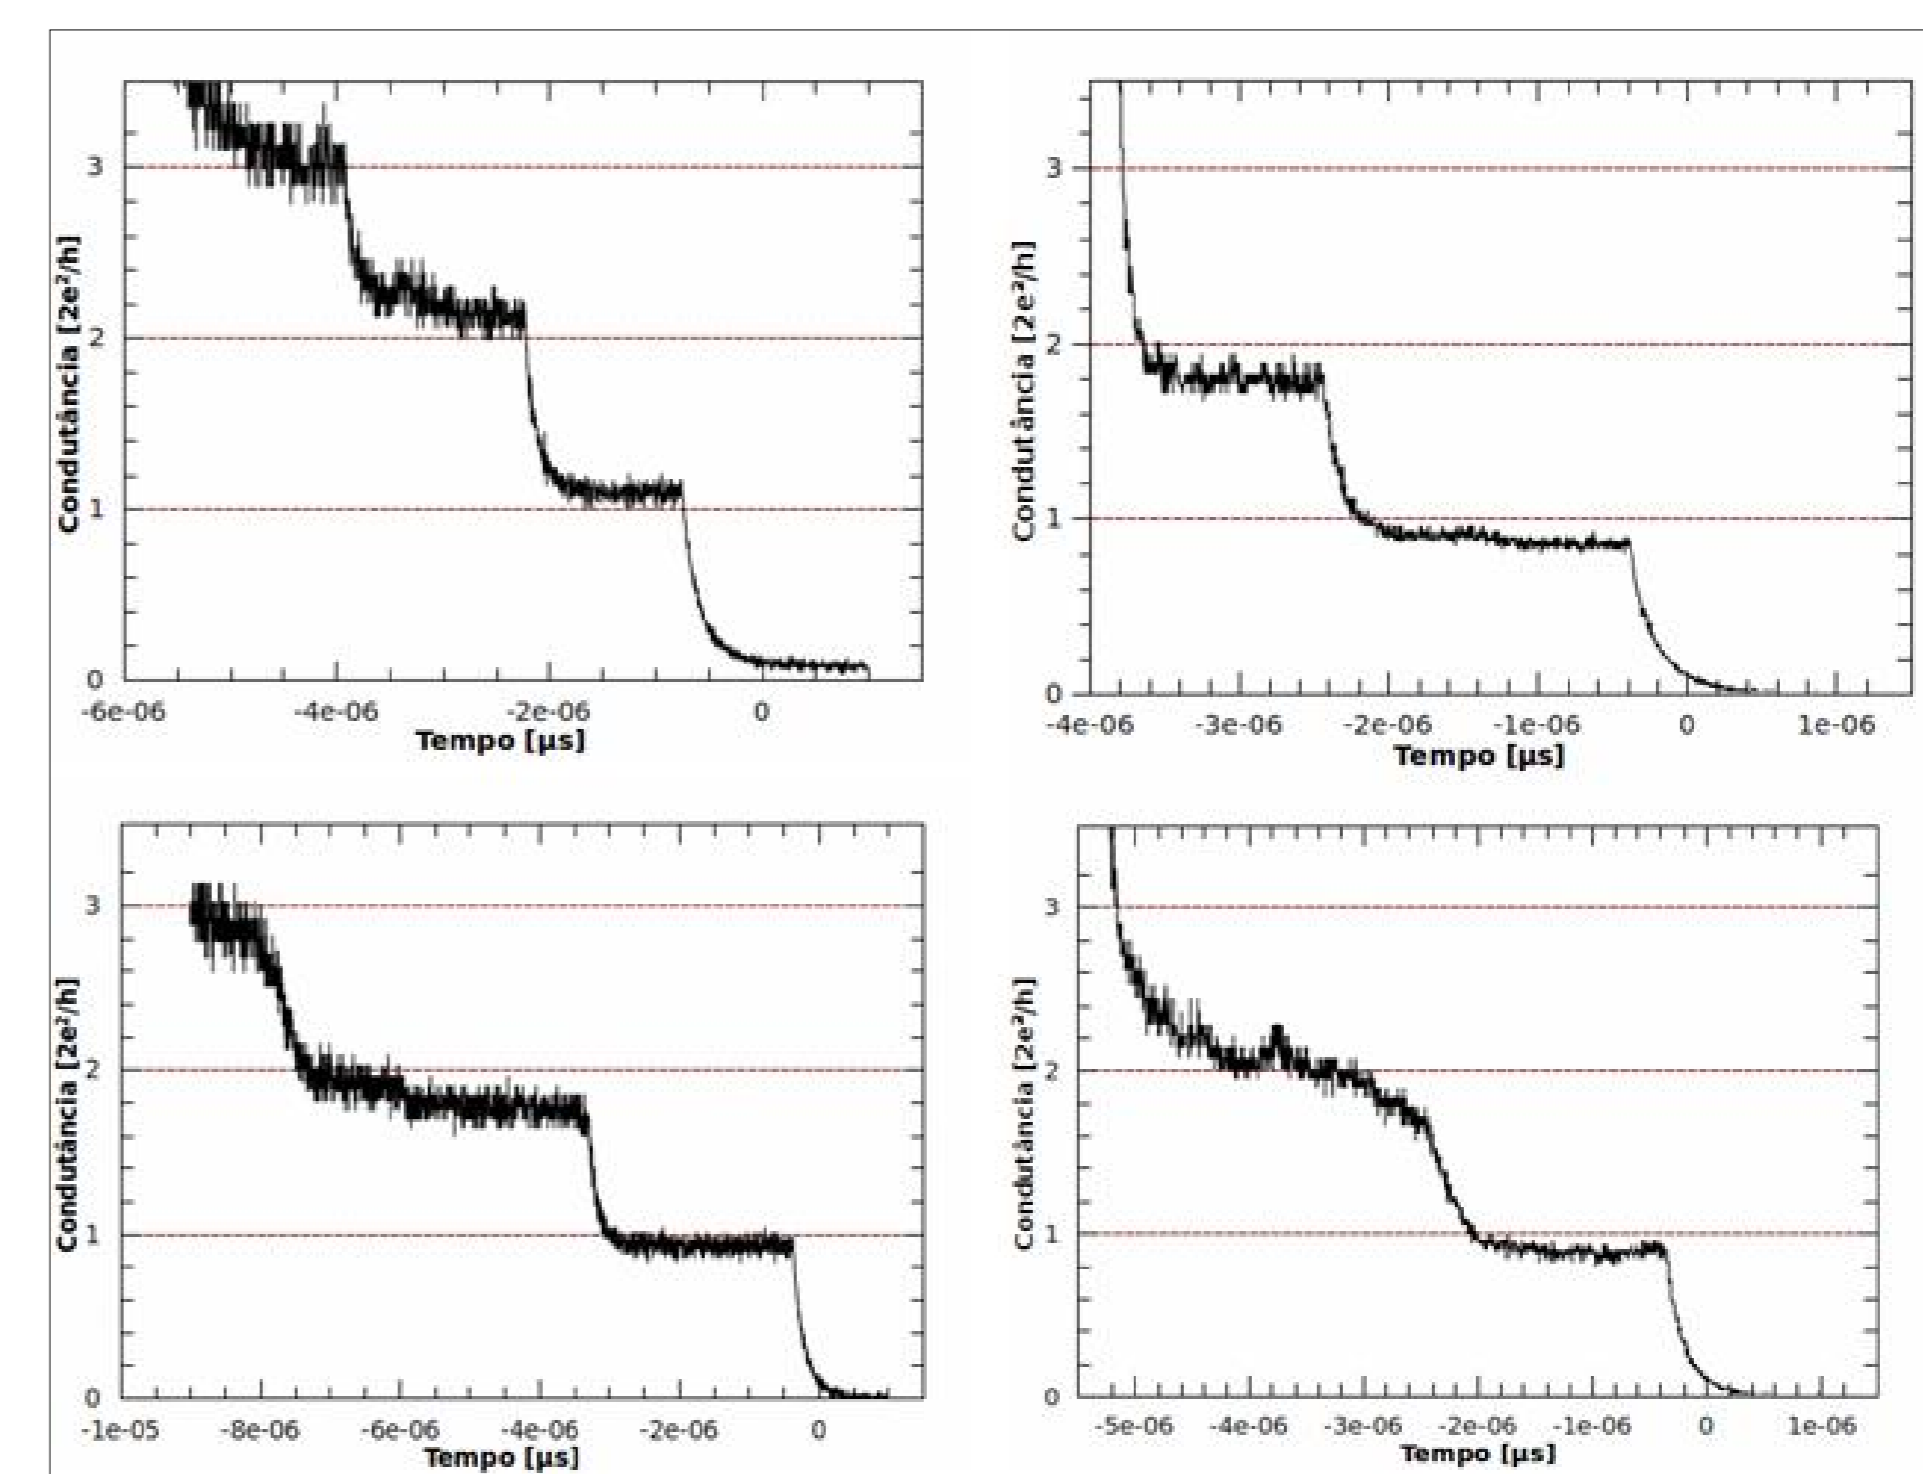 Condutância [2e²/h]
3
2
1
0
-6e-06 -4e-06 -2e-06 0
Tempo [µs]
Condutância [2e²/h]
3
2
1
0
-4e-06 -3e-06 -2e-06 -1e-06 0 1e-06
Tempo [µs]
Condutância [2e²/h]
3
2
1
0
-1e-05 -8e-06 -6e-06 -4e-06 -2e-06 0
Tempo [µs]
Condutância [2e²/h]
3
2
1
0
-5e-06 -4e-06 -3e-06 -2e-06 -1e-06 0 1e-06
Tempo [µs]